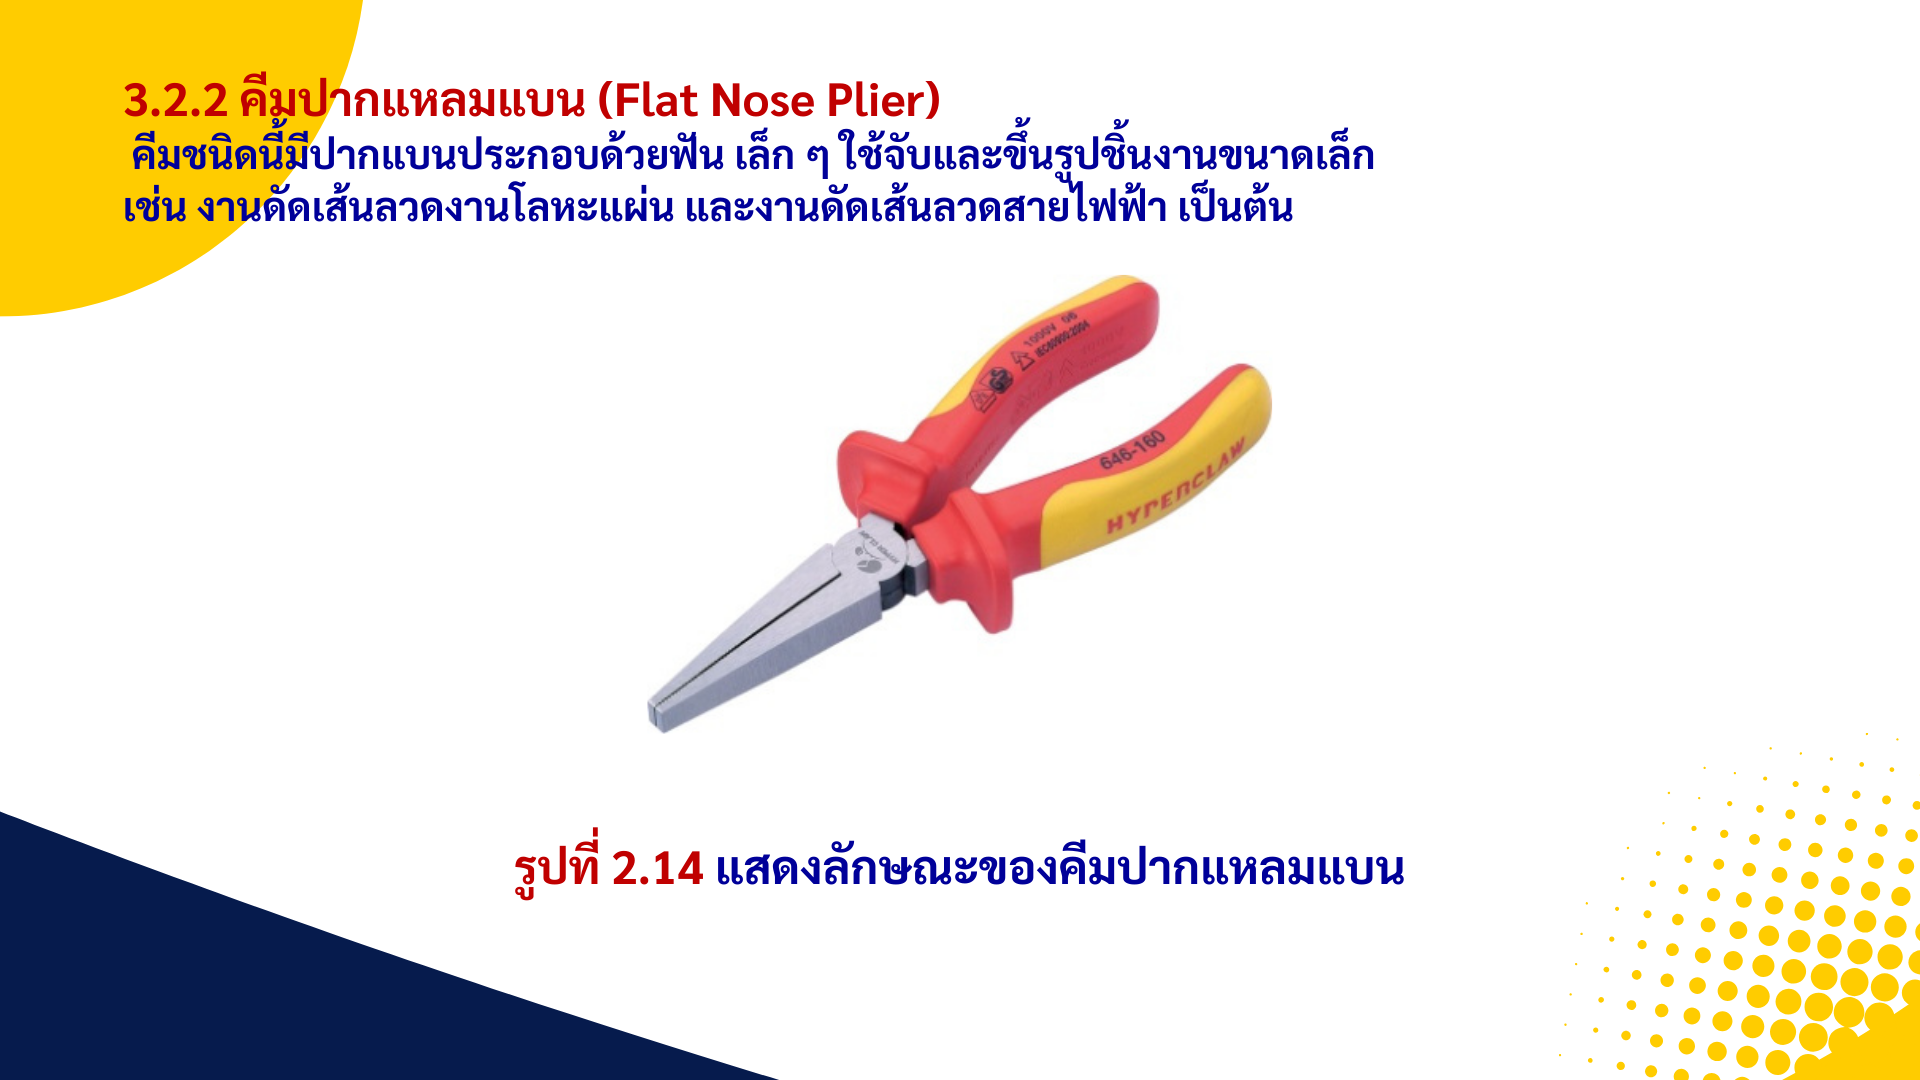 3.2.2 คีมปากแหลมแบน (Flat Nose Plier)
คีมชนิดนี้มีปากแบนประกอบด้วยฟัน เล็ก ๆ ใช้จับและขึ้นรูปชิ้นงานขนาดเล็ก
เช่น งานดัดเส้นลวดงานโลหะแผ่น และงานดัดเส้นลวดสายไฟฟ้า เป็นต้น
1000V 06
IEC60900:2004
646-160
HYPERCLAW
รูปที่ 2.14 แสดงลักษณะของคีมปากแหลมแบน